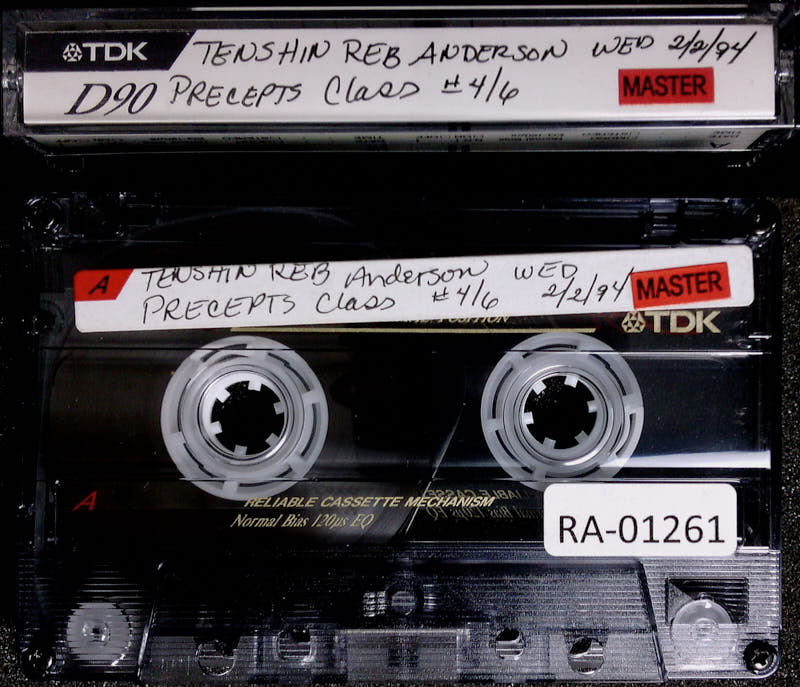 TDK TENSHIN REB ANDERSON WED 2/2/94
D90 PRECEPTS Class #4/6 MASTER
A TENSHIN REB Anderson WED
PRECEPTS Class #4/6 2/2/94 MASTER
POSITION
TDK
A RELIABLE CASSETTE MECHANISM
Normal Bias 120µs EQ
RA-01261